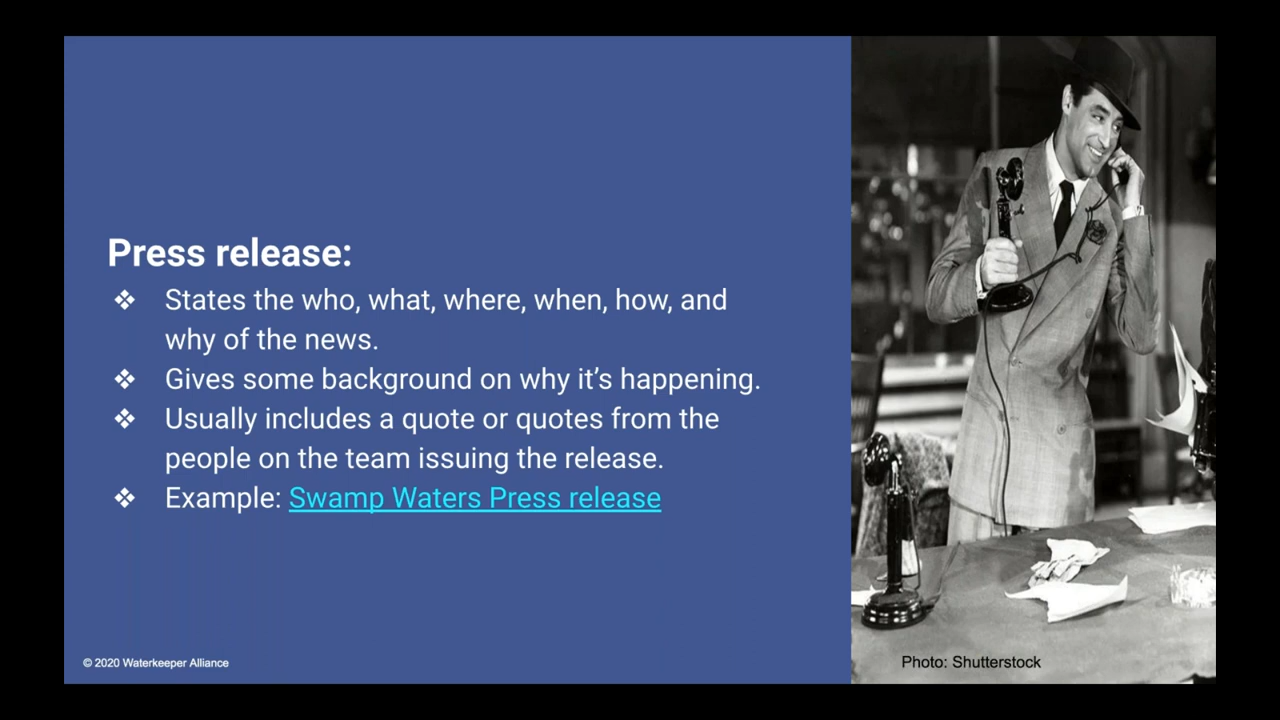 Press release:
❖ States the who, what, where, when, how, and
why of the news.
❖ Gives some background on why it’s happening.
❖ Usually includes a quote or quotes from the
people on the team issuing the release.
❖ Example: Swamp Waters Press release
© 2020 Waterkeeper Alliance
Photo: Shutterstock